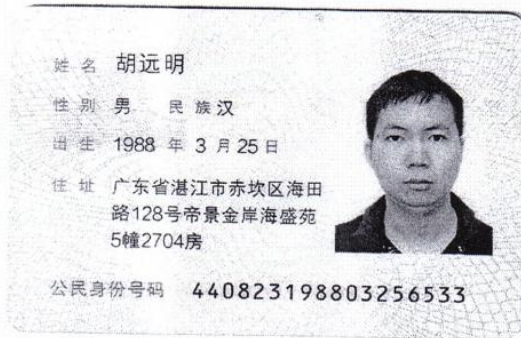 姓名 胡远明
性别 男 民族 汉
出生 1988 年 3 月 25 日
住址 广东省湛江市赤坎区海田
路128号帝景金岸海盛苑
5幢2704房
公民身份号码 440823198803256533